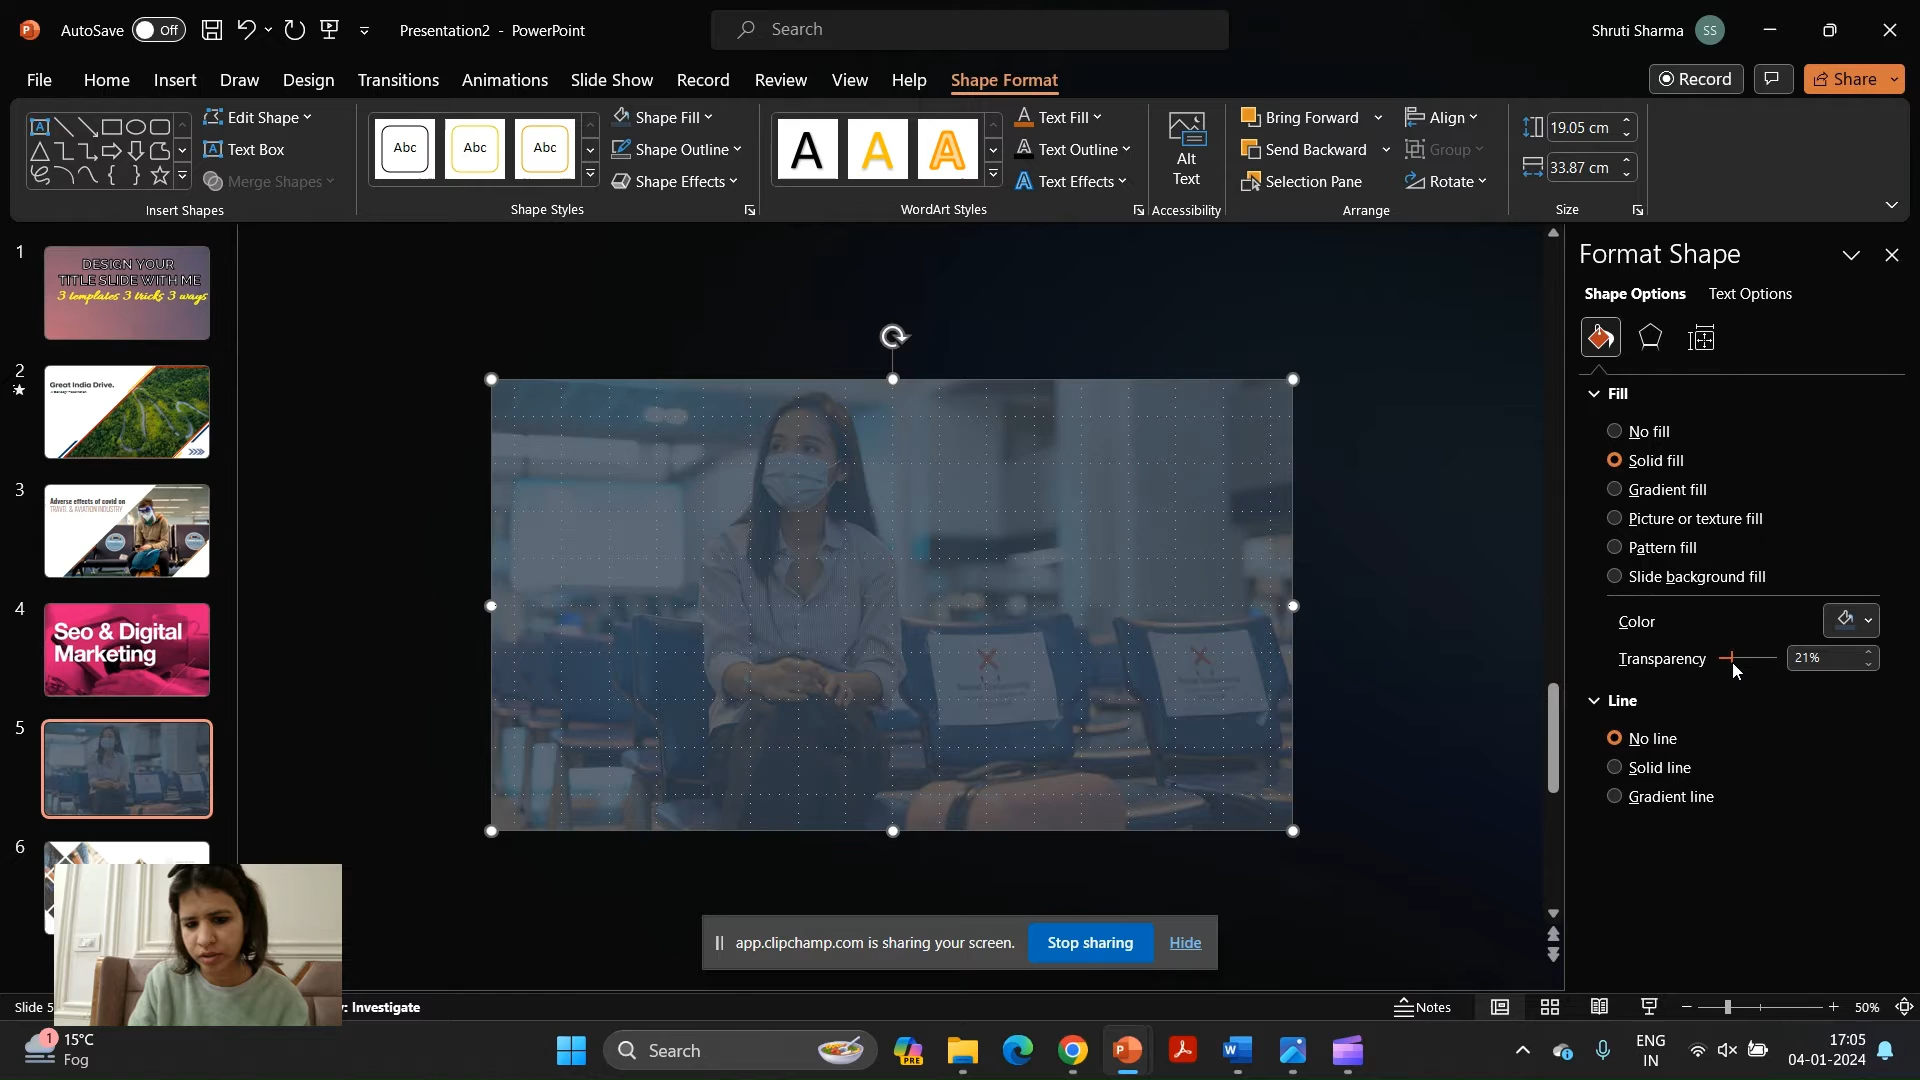 AutoSave Off Presentation2 - PowerPoint Search Shruti Sharma SS
File Home Insert Draw Design Transitions Animations Slide Show Record Review View Help Shape Format Record Share
Edit Shape
Text Box
Merge Shapes
Insert Shapes
Abc Abc Abc
Shape Fill
Shape Outline
Shape Effects
Shape Styles
A A A
Text Fill
Text Outline
Text Effects
WordArt Styles
Alt
Text
Accessibility
Bring Forward
Send Backward
Selection Pane
Align
Group
Rotate
Arrange
19.05 cm
33.87 cm
Size
1
DESIGN YOUR
TITLE SLIDE WITH ME
3 templates 3 tricks 3 ways
2
Great India Drive.
3
Adverse effects of covid on
TRAVEL & AVIATION INDUSTRY
4
Seo & Digital
Marketing
5
6
Format Shape
Shape Options Text Options
Fill
No fill
Solid fill
Gradient fill
Picture or texture fill
Pattern fill
Slide background fill
Color
Transparency 21%
Line
No line
Solid line
Gradient line
app.clipchamp.com is sharing your screen. Stop sharing Hide
Slide 5
: Investigate
Notes
50%
1
15°C
Fog
Search
PRE
ENG
IN
17:05
04-01-2024